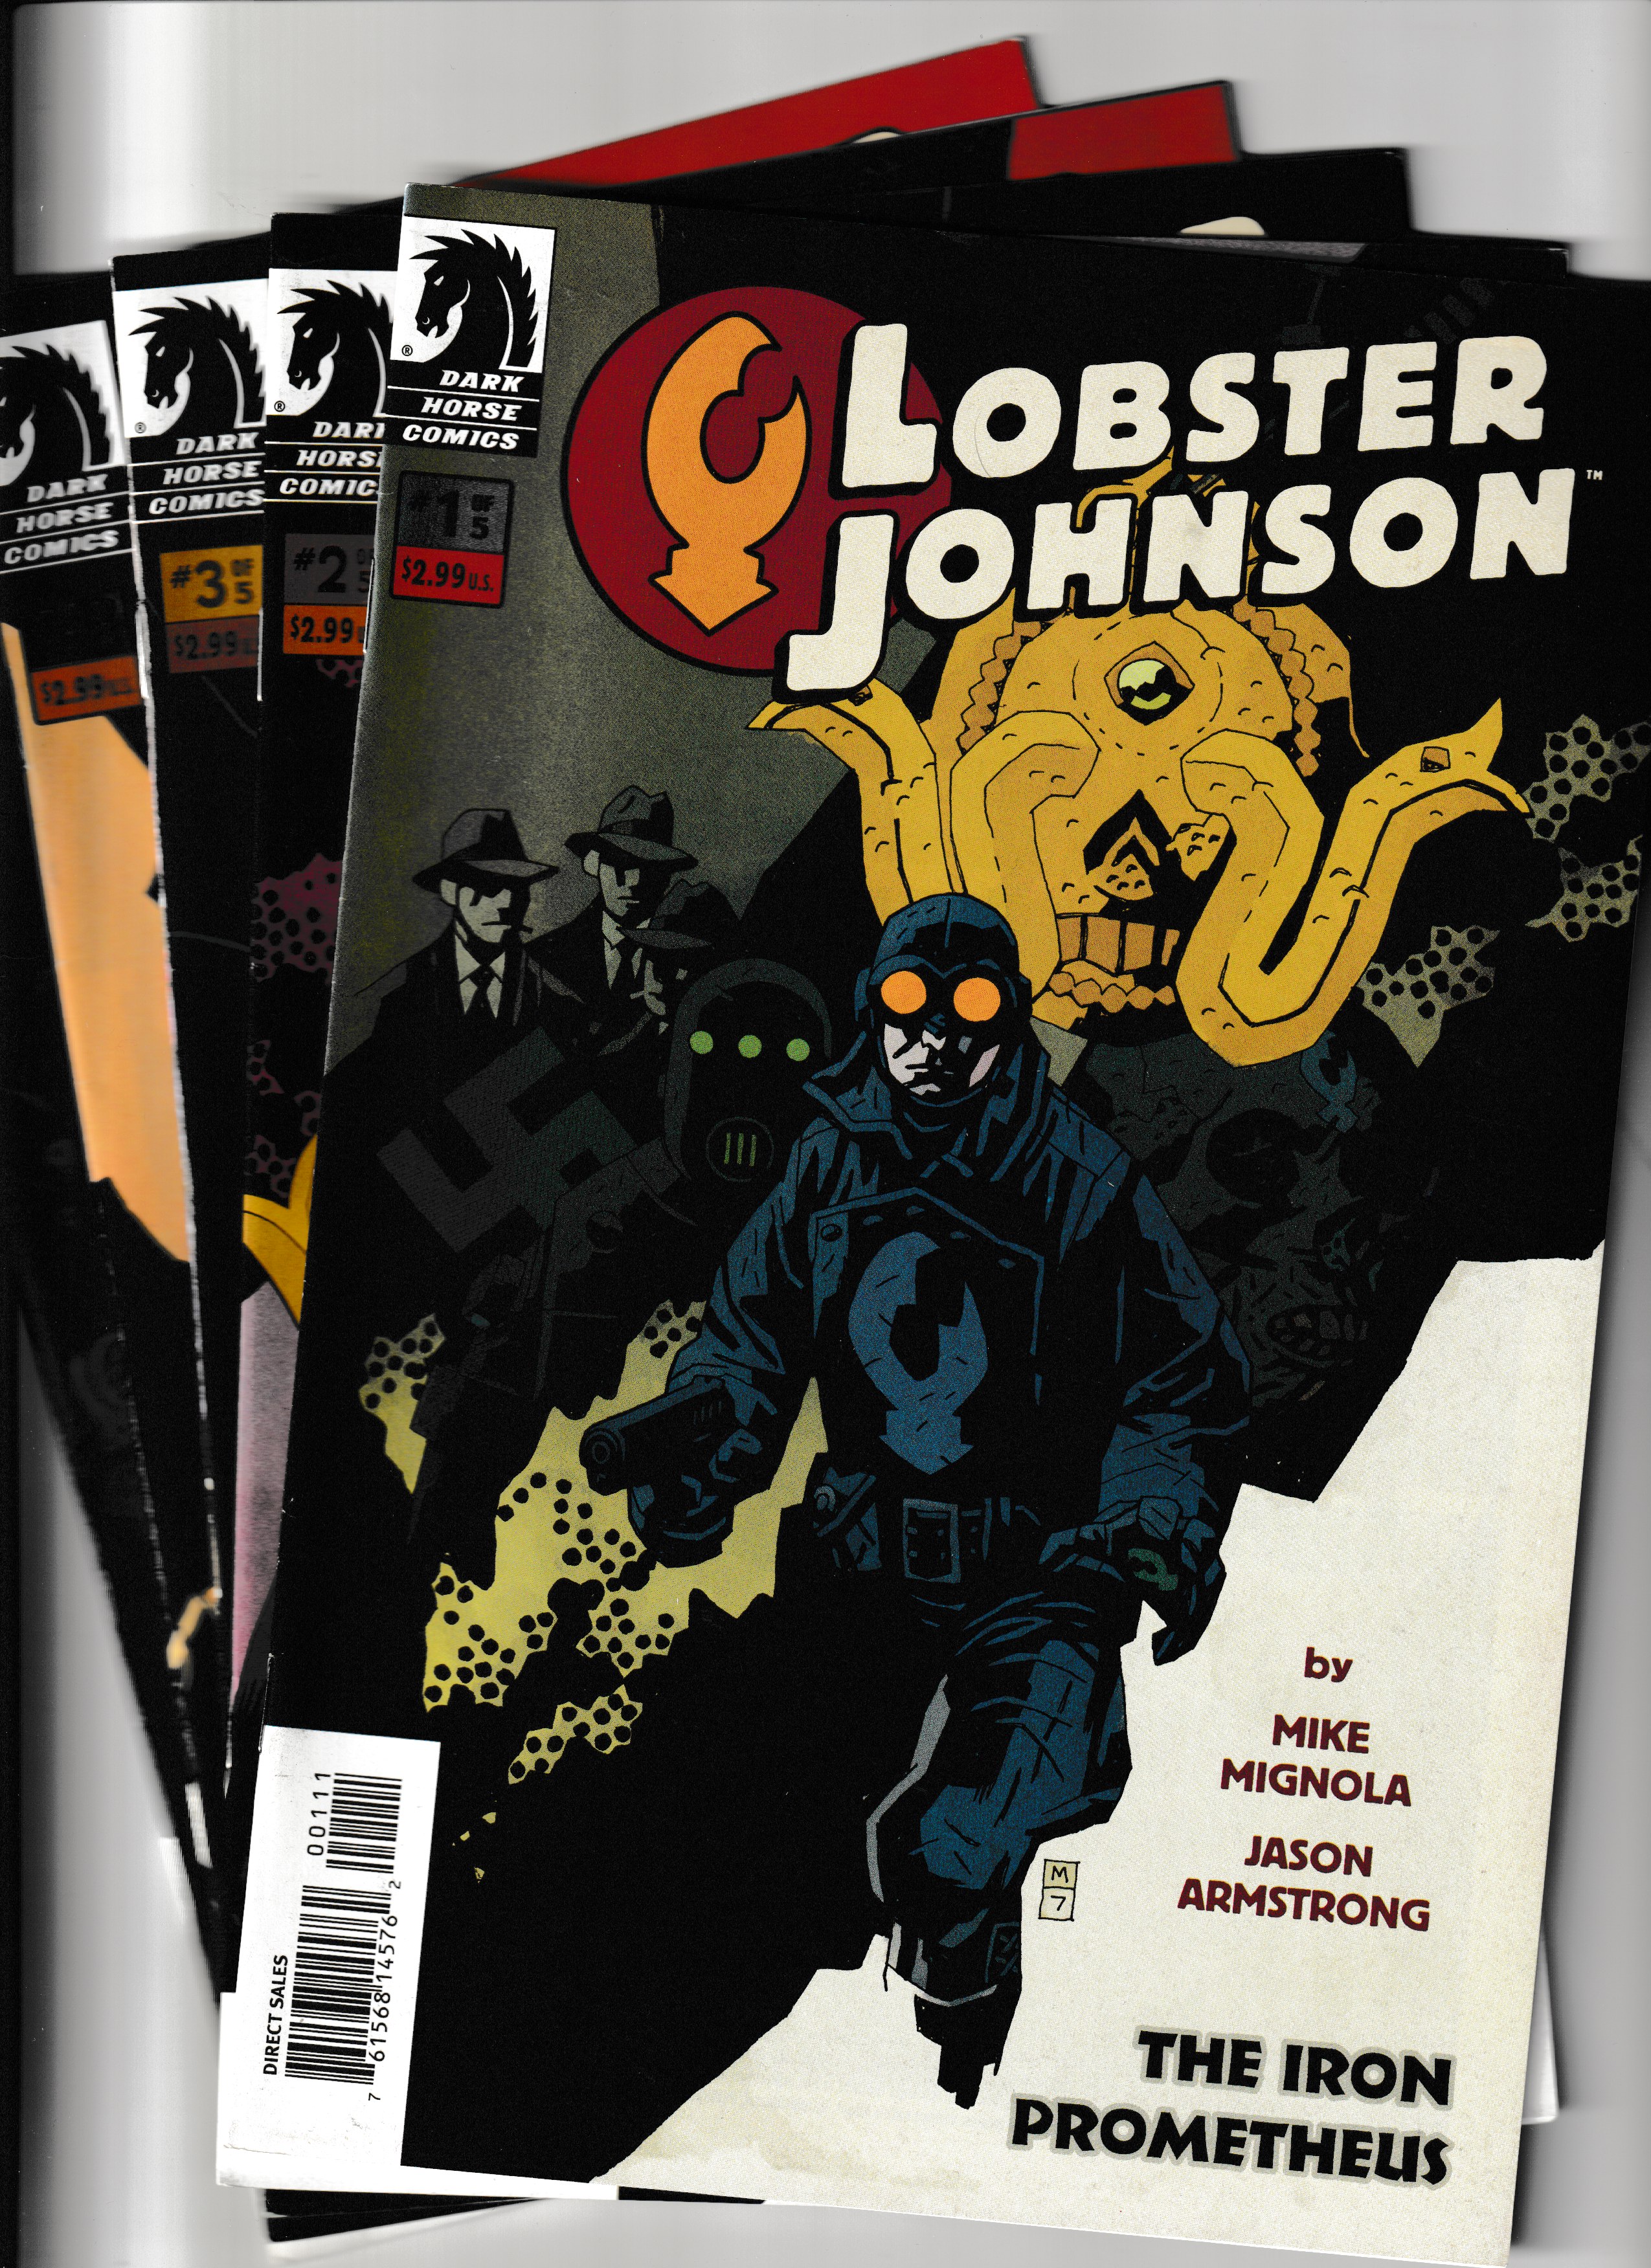 DARK
HORSE
COMICS
DARK
HORSE
COMICS
$2.99 U.S.
DARK
HORSE
COMICS
#3 OF 5
$2.99
#2
$2.99
DARK
HORSE
COMICS
#1 OF 5
$2.99 U.S.
LOBSTER
JOHNSON™
by
MIKE
MIGNOLA
JASON
ARMSTRONG
M
7
THE IRON
PROMETHEUS
DIRECT SALES
7 61568 14576 2
00111